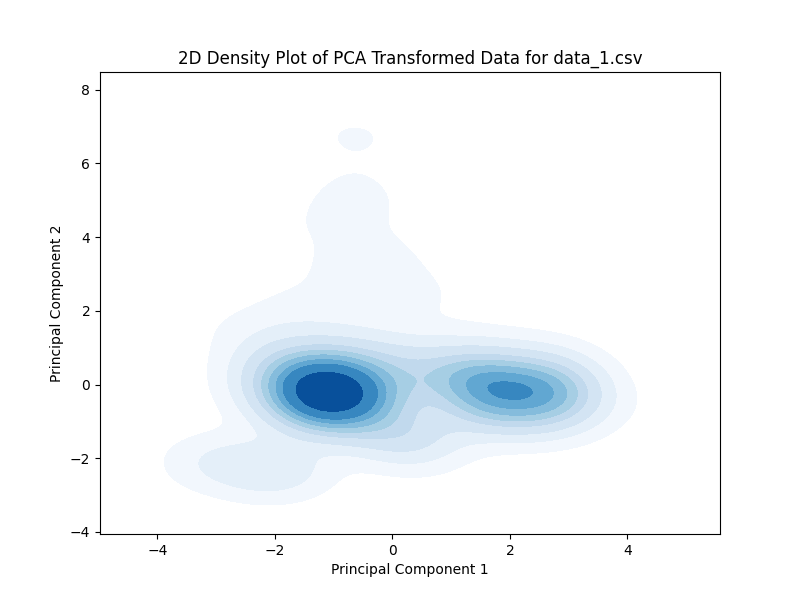 2D Density Plot of PCA Transformed Data for data_1.csv
8
6
4
2
0
−2
−4
Principal Component 2
−4 −2 0 2 4
Principal Component 1